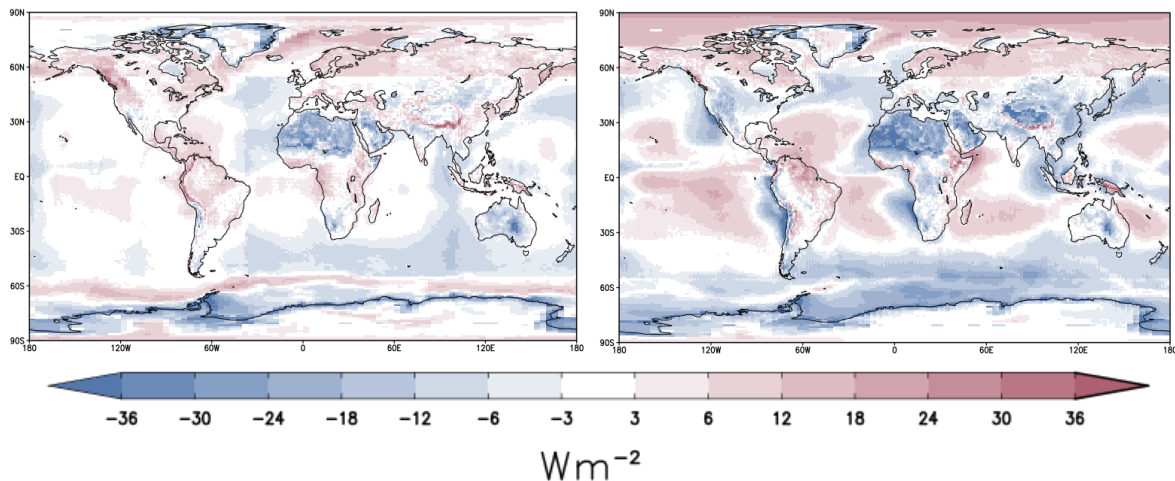 90N 90N
60N 60N
30N 30N
EQ EQ
30S 30S
60S 60S
90S 90S
180 120W 60W 0 60E 120E 180 180 120W 60W 0 60E 120E 180
-36 -30 -24 -18 -12 -6 -3 3 6 12 18 24 30 36
Wm⁻²